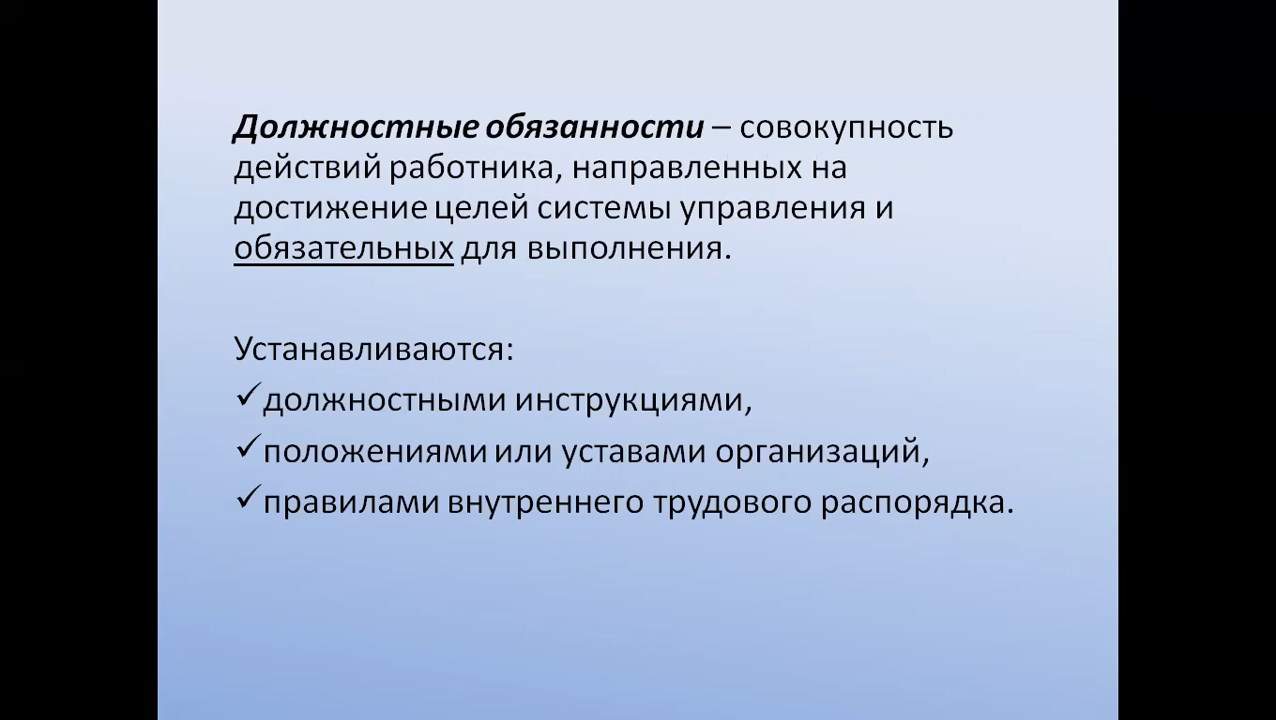 Должностные обязанности – совокупность
действий работника, направленных на
достижение целей системы управления и
обязательных для выполнения.
Устанавливаются:
✓должностными инструкциями,
✓положениями или уставами организаций,
✓правилами внутреннего трудового распорядка.